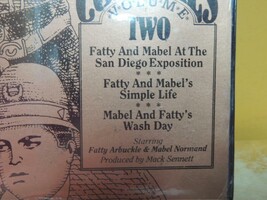 VOLUME
TWO
Fatty And Mabel At The
San Diego Exposition
Fatty And Mabel's
Simple Life
Mabel And Fatty's
Wash Day
Starring
Fatty Arbuckle & Mabel Normand
Produced by Mack Sennett